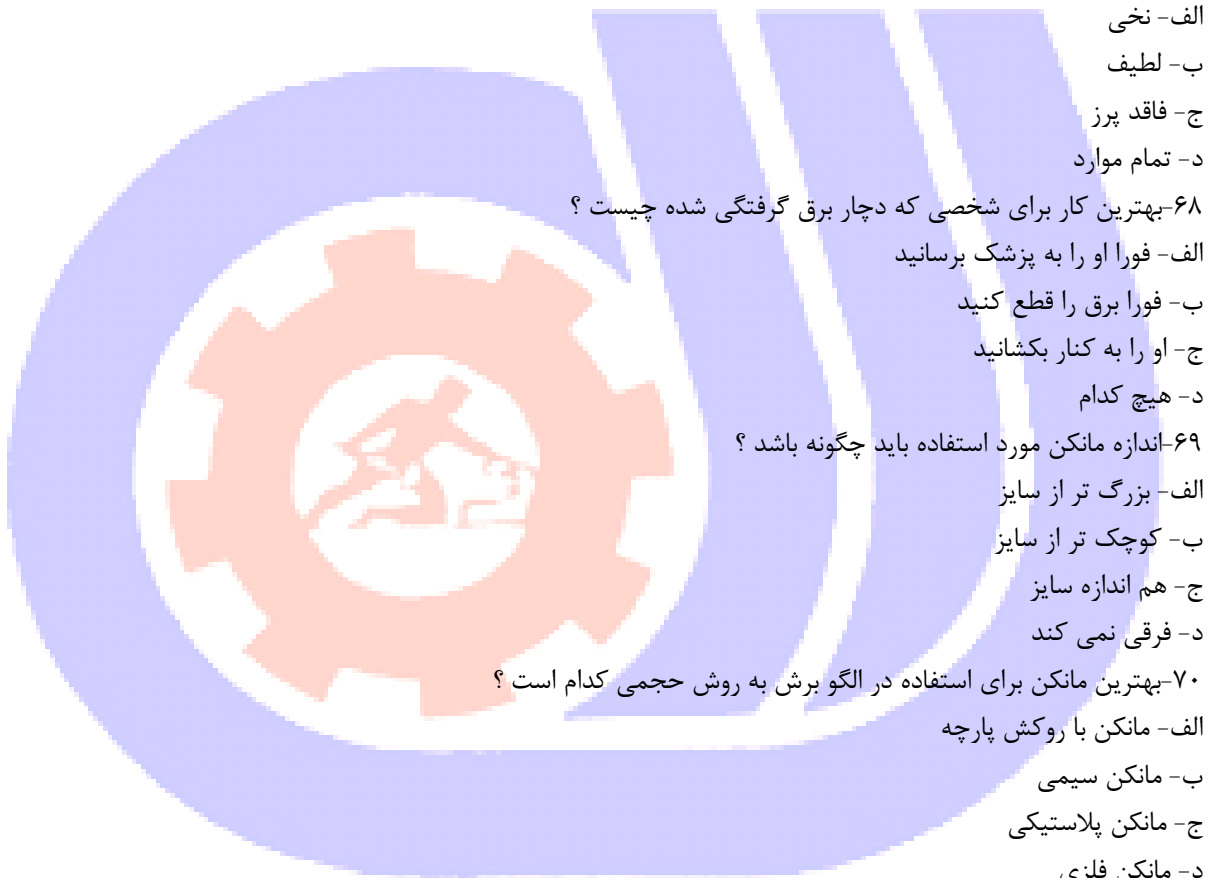 الف- نخی
ب- لطیف
ج- فاقد پرز
د- تمام موارد
۶۸-بهترین کار برای شخصی که دچار برق گرفتگی شده چیست ؟
الف- فورا او را به پزشک برسانید
ب- فورا برق را قطع کنید
ج- او را به کنار بکشانید
د- هیچ کدام
۶۹-اندازه مانکن مورد استفاده باید چگونه باشد ؟
الف- بزرگ تر از سایز
ب- کوچک تر از سایز
ج- هم اندازه سایز
د- فرقی نمی کند
۷۰-بهترین مانکن برای استفاده در الگو برش به روش حجمی کدام است ؟
الف- مانکن با روکش پارچه
ب- مانکن سیمی
ج- مانکن پلاستیکی
د- مانکن فلزی